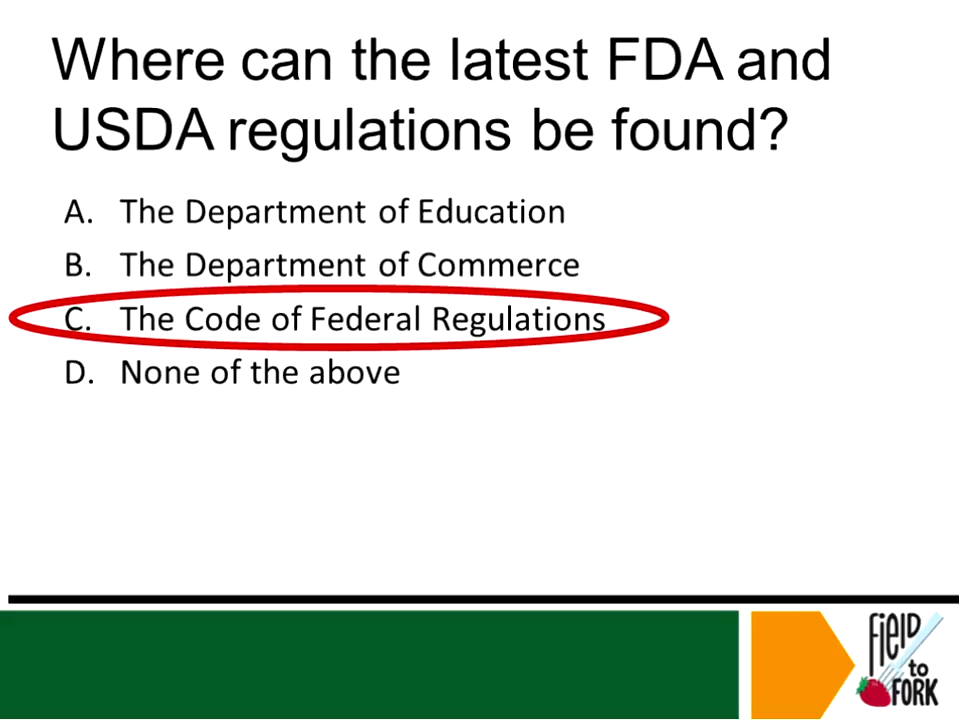 Where can the latest FDA and
USDA regulations be found?
A. The Department of Education
B. The Department of Commerce
C. The Code of Federal Regulations
D. None of the above
FiELD
to
FORK